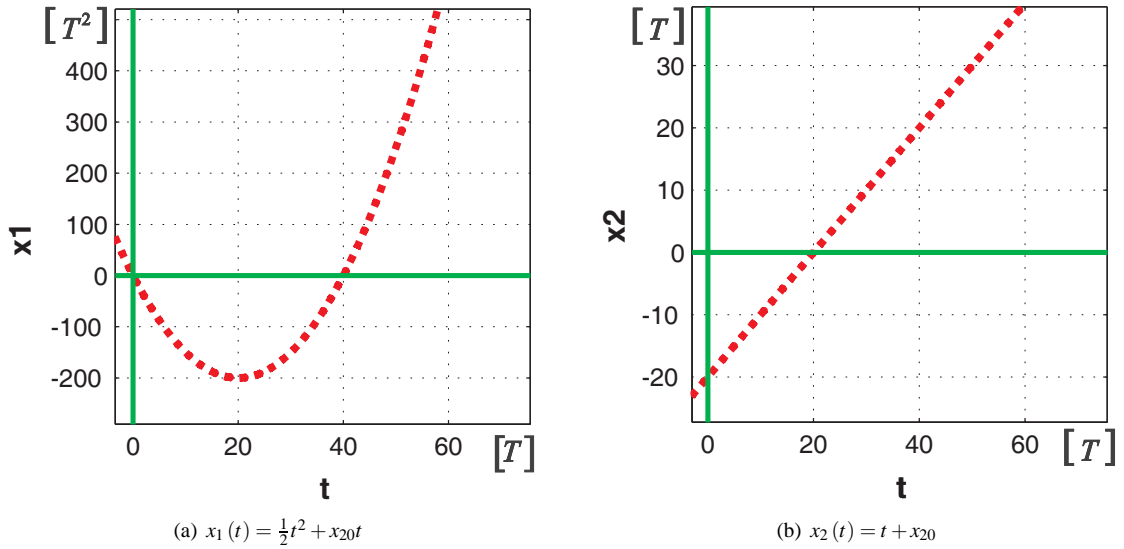 [T²]
400
300
200
100
0
-100
-200
x1
0 20 40 60 [T]
t
(a) x₁(t) = ½t² + x₂₀t
[T]
30
20
10
0
-10
-20
x2
0 20 40 60 [T]
t
(b) x₂(t) = t + x₂₀